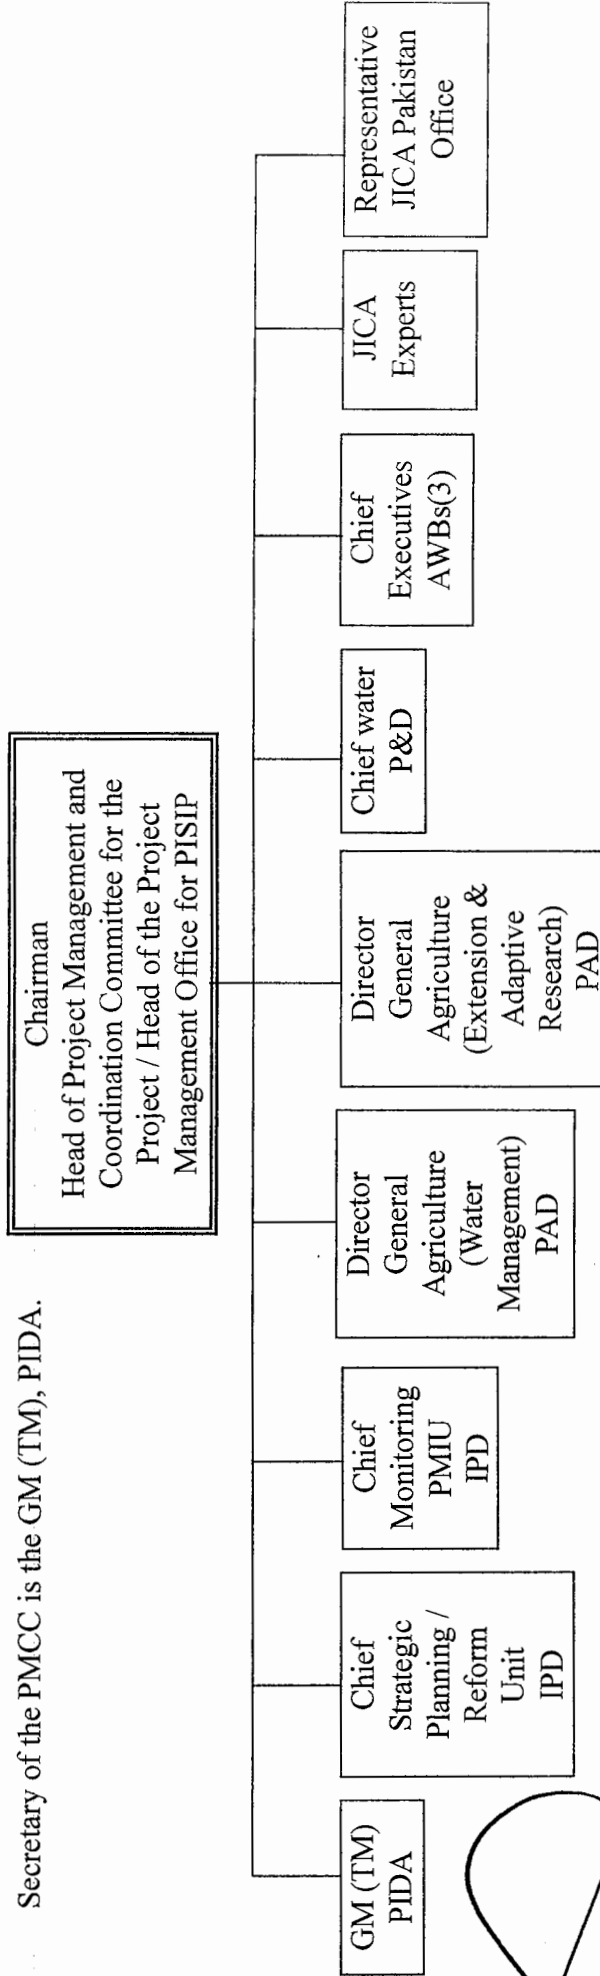 Secretary of the PMCC is the GM (TM), PIDA.
Chairman
Head of Project Management and
Coordination Committee for the
Project / Head of the Project
Management Office for PISIP
GM (TM)
PIDA
Chief
Strategic
Planning /
Reform
Unit
IPD
Chief
Monitoring
PMIU
IPD
Director
General
Agriculture
(Water
Management)
PAD
Director
General
Agriculture
(Extension &
Adaptive
Research)
PAD
Chief water
P&D
Chief
Executives
AWBs(3)
JICA
Experts
Representative
JICA Pakistan
Office